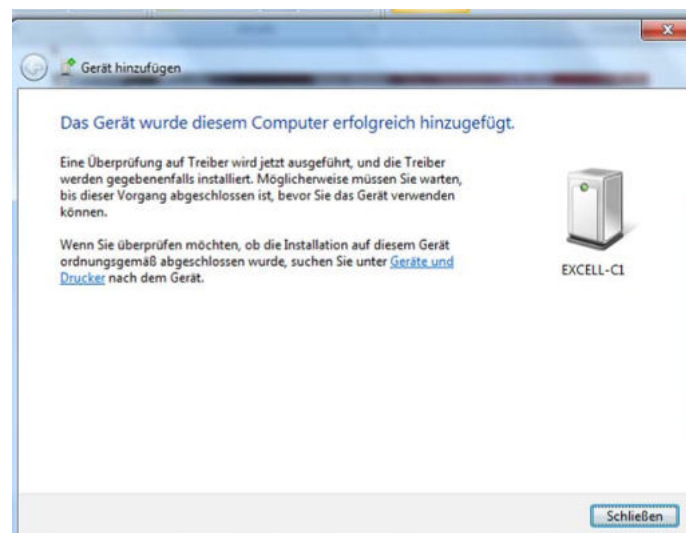 Gerät hinzufügen
Das Gerät wurde diesem Computer erfolgreich hinzugefügt.
Eine Überprüfung auf Treiber wird jetzt ausgeführt, und die Treiber
werden gegebenenfalls installiert. Möglicherweise müssen Sie warten,
bis dieser Vorgang abgeschlossen ist, bevor Sie das Gerät verwenden
können.
Wenn Sie überprüfen möchten, ob die Installation auf diesem Gerät
ordnungsgemäß abgeschlossen wurde, suchen Sie unter Geräte und
Drucker nach dem Gerät.
EXCELL-C1
Schließen